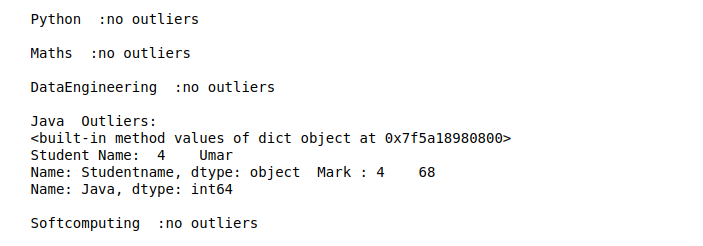 Python  :no outliers
Maths  :no outliers
DataEngineering  :no outliers
Java  Outliers:
<built-in method values of dict object at 0x7f5a18980800>
Student Name:  4    Umar
Name: Studentname, dtype: object  Mark : 4    68
Name: Java, dtype: int64
Softcomputing  :no outliers